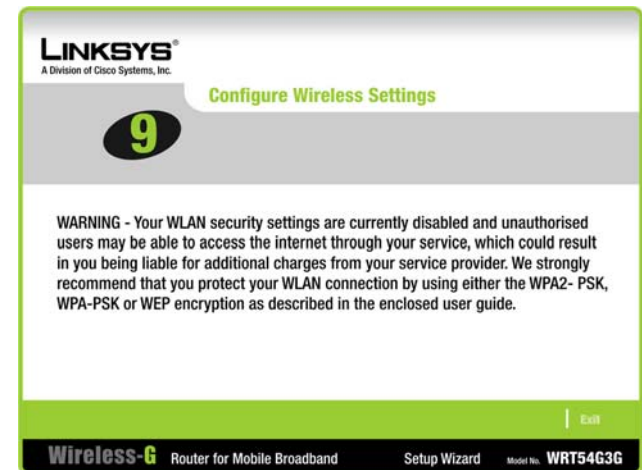 LINKSYS®
A Division of Cisco Systems, Inc.
Configure Wireless Settings
9
WARNING - Your WLAN security settings are currently disabled and unauthorised
users may be able to access the internet through your service, which could result
in you being liable for additional charges from your service provider. We strongly
recommend that you protect your WLAN connection by using either the WPA2- PSK,
WPA-PSK or WEP encryption as described in the enclosed user guide.
Exit
Wireless-G Router for Mobile Broadband Setup Wizard Model No. WRT54G3G